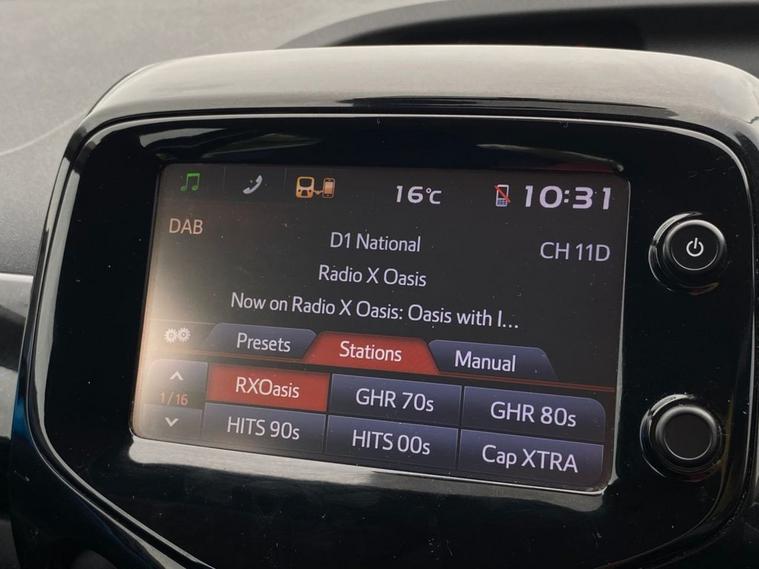 16°C 10:31
DAB
D1 National
CH 11D
Radio X Oasis
Now on Radio X Oasis: Oasis with I...
Presets Stations Manual
1/16
RXOasis GHR 70s GHR 80s
HITS 90s HITS 00s Cap XTRA